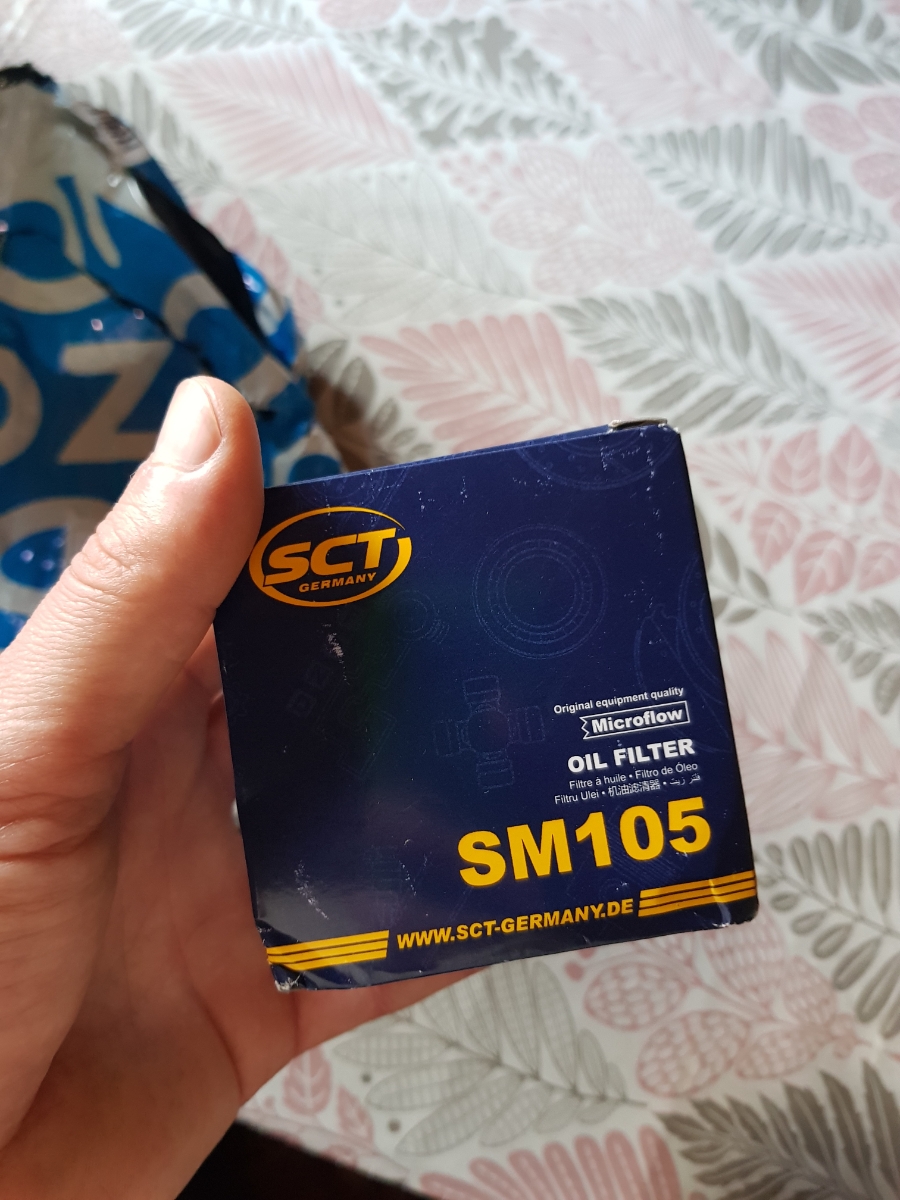 oz
SCT
GERMANY
Original equipment quality
Microflow
OIL FILTER
Filtre à huile • Filtro de Óleo
Filtru Ulei • 机油滤清器 •
SM105
WWW.SCT-GERMANY.DE